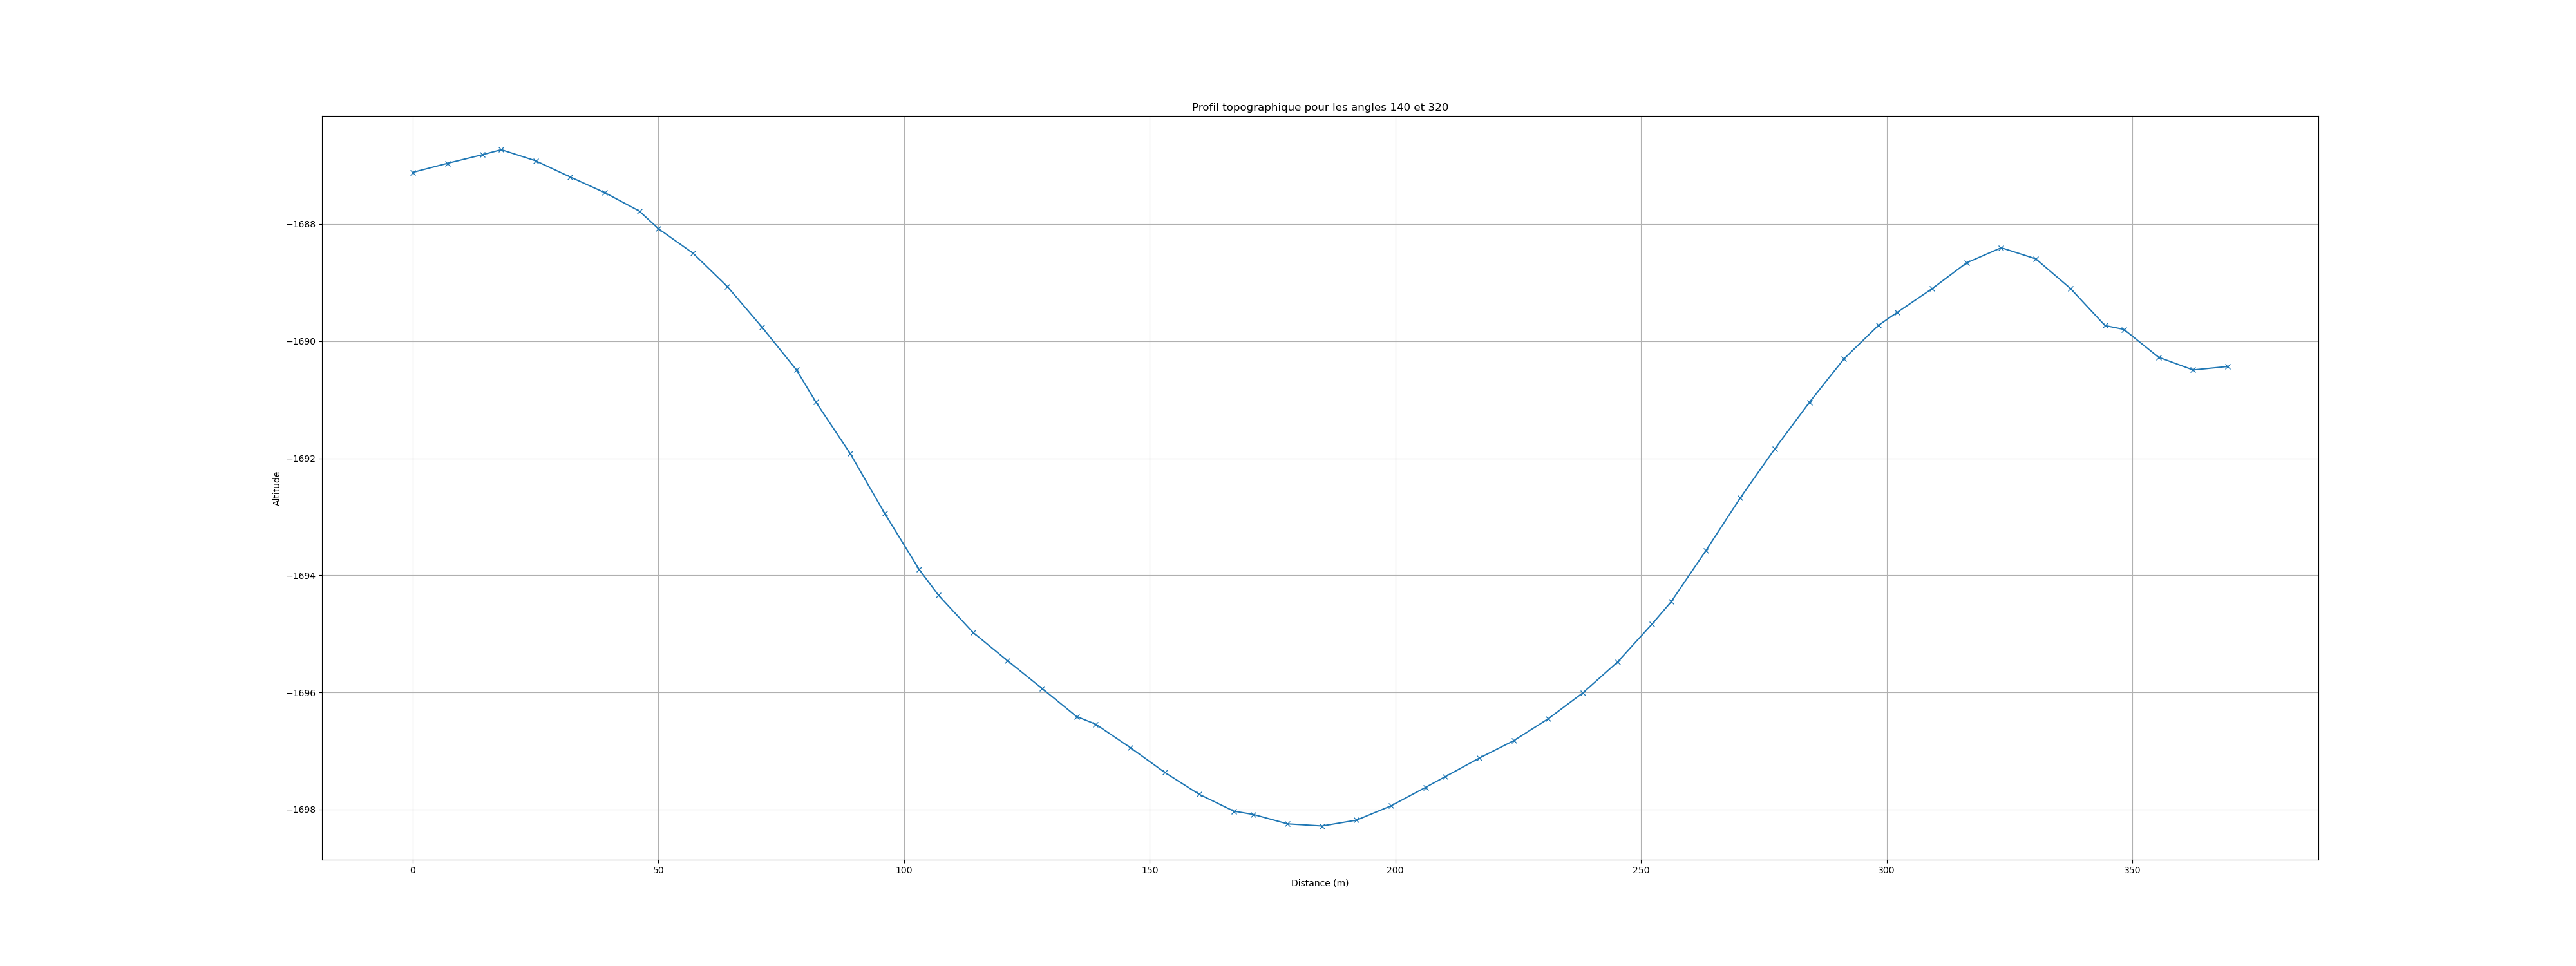 Profil topographique pour les angles 140 et 320
Altitude
−1688
−1690
−1692
−1694
−1696
−1698
0 50 100 150 200 250 300 350
Distance (m)